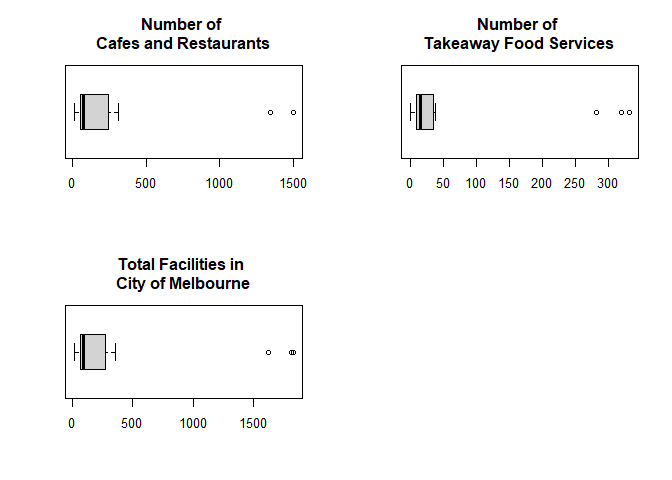 Number of
Cafes and Restaurants
0 500 1000 1500
Number of
Takeaway Food Services
0 50 100 150 200 250 300
Total Facilities in
City of Melbourne
0 500 1000 1500